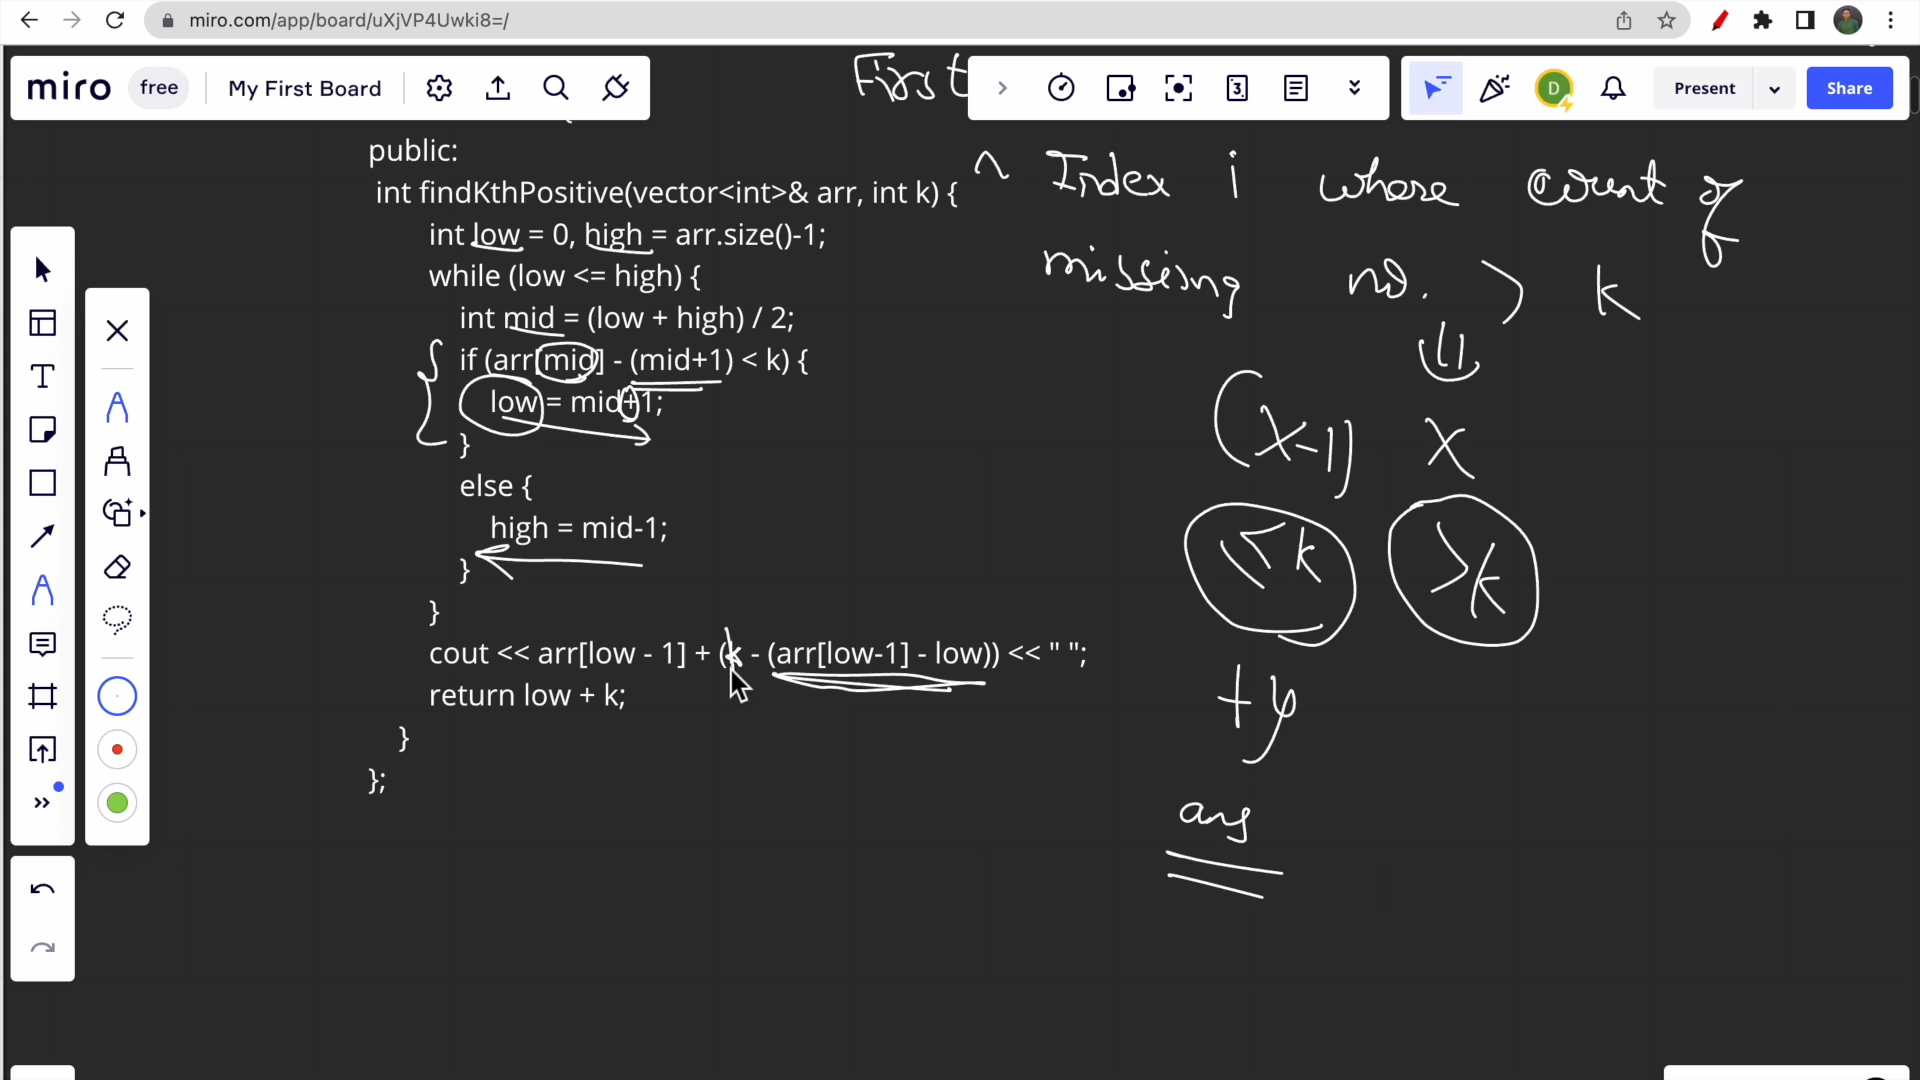 miro.com/app/board/uXjVP4Uwki8=/
miro free My First Board
First
3
D
Present
Share
public:
int findKthPositive(vector<int>& arr, int k) {
int low = 0, high = arr.size()-1;
while (low <= high) {
int mid = (low + high) / 2;
if (arr[mid] - (mid+1) < k) {
low = mid+1;
}
else {
high = mid-1;
}
}
cout << arr[low - 1] + (k - (arr[low-1] - low)) << " ";
return low + k;
}
};
Index i where count of
missing no. > k
(x-1) x
<k >k
+y
ans